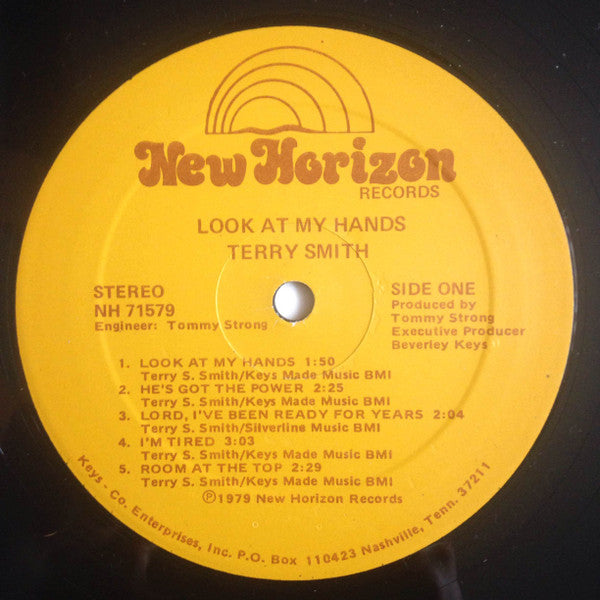 New Horizon
RECORDS
LOOK AT MY HANDS
TERRY SMITH
STEREO
NH 71579
Engineer: Tommy Strong
SIDE ONE
Produced by
Tommy Strong
Executive Producer
Beverley Keys
1. LOOK AT MY HANDS 1:50
Terry S. Smith/Keys Made Music BMI
2. HE'S GOT THE POWER 2:25
Terry S. Smith/Keys Made Music BMI
3. LORD, I'VE BEEN READY FOR YEARS 2:04
Terry S. Smith/Silverline Music BMI
4. I'M TIRED 3:03
Terry S. Smith/Keys Made Music BMI
5. ROOM AT THE TOP 2:29
Terry S. Smith/Keys Made Music BMI
℗1979 New Horizon Records
Keys - Co. Enterprises, Inc. P.O. Box 110423 Nashville, Tenn. 37211